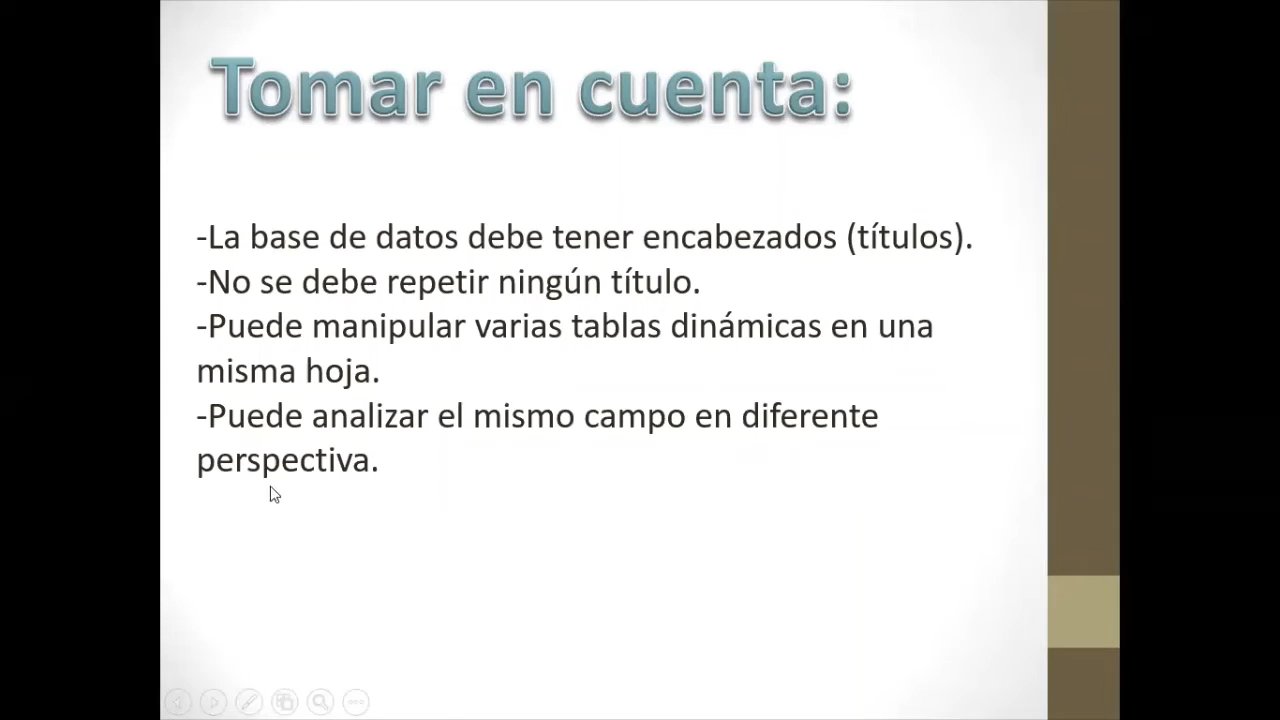 Tomar en cuenta:
-La base de datos debe tener encabezados (títulos).
-No se debe repetir ningún título.
-Puede manipular varias tablas dinámicas en una
misma hoja.
-Puede analizar el mismo campo en diferente
perspectiva.